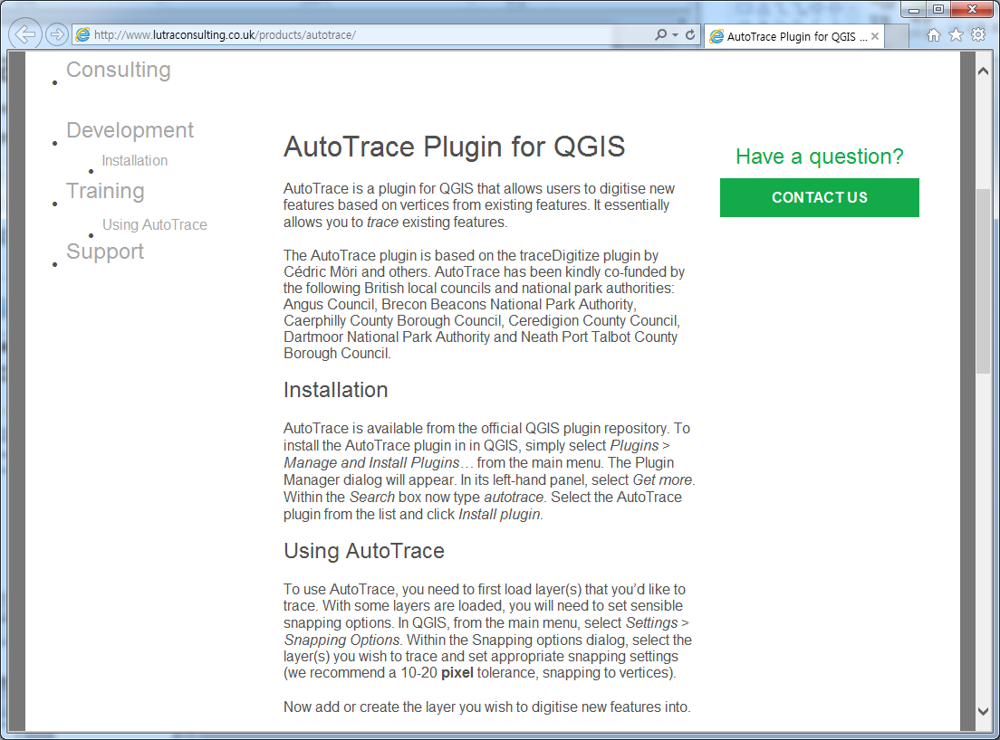 http://www.lutraconsulting.co.uk/products/autotrace/
AutoTrace Plugin for QGIS ...
Consulting
Development
Installation
Training
Using AutoTrace
Support
AutoTrace Plugin for QGIS
AutoTrace is a plugin for QGIS that allows users to digitise new
features based on vertices from existing features. It essentially
allows you to trace existing features.
The AutoTrace plugin is based on the traceDigitize plugin by
Cédric Möri and others. AutoTrace has been kindly co-funded by
the following British local councils and national park authorities:
Angus Council, Brecon Beacons National Park Authority,
Caerphilly County Borough Council, Ceredigion County Council,
Dartmoor National Park Authority and Neath Port Talbot County
Borough Council.
Installation
AutoTrace is available from the official QGIS plugin repository. To
install the AutoTrace plugin in in QGIS, simply select Plugins >
Manage and Install Plugins… from the main menu. The Plugin
Manager dialog will appear. In its left-hand panel, select Get more.
Within the Search box now type autotrace. Select the AutoTrace
plugin from the list and click Install plugin.
Using AutoTrace
To use AutoTrace, you need to first load layer(s) that you’d like to
trace. With some layers are loaded, you will need to set sensible
snapping options. In QGIS, from the main menu, select Settings >
Snapping Options. Within the Snapping options dialog, select the
layer(s) you wish to trace and set appropriate snapping settings
(we recommend a 10-20 pixel tolerance, snapping to vertices).
Now add or create the layer you wish to digitise new features into.
Have a question?
CONTACT US